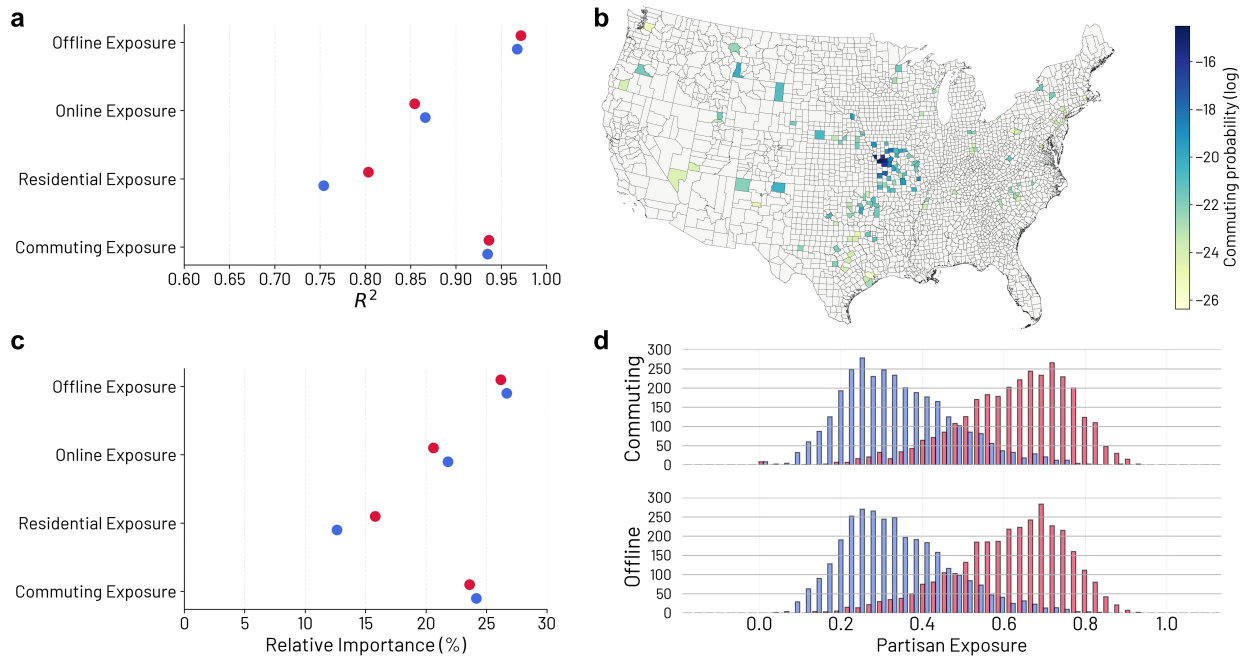 a
Offline Exposure
Online Exposure
Residential Exposure
Commuting Exposure
0.60 0.65 0.70 0.75 0.80 0.85 0.90 0.95 1.00
R²
b
−16
−18
−20
−22
−24
−26
Commuting probability (log)
c
Offline Exposure
Online Exposure
Residential Exposure
Commuting Exposure
0 5 10 15 20 25 30
Relative Importance (%)
d
Commuting
300
250
200
150
100
50
0
Offline
300
250
200
150
100
50
0
0.0 0.2 0.4 0.6 0.8 1.0
Partisan Exposure